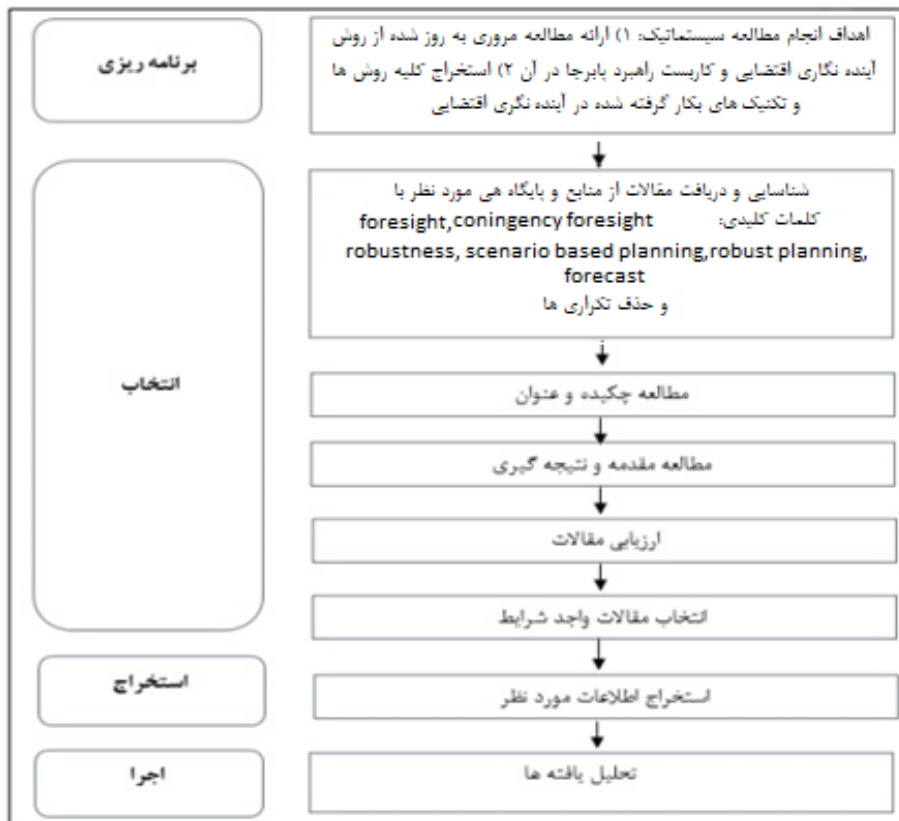 برنامه ریزی
اهداف انجام مطالعه سیستماتیک: ۱) ارائه مطالعه مروری به روز شده از روش
آینده نگاری اقتضایی و کاربست راهبرد پابرجا در آن ۲) استخراج کلیه روش ها
و تکنیک های بکار گرفته شده در آینده نگری اقتضایی
انتخاب
شناسایی و دریافت مقالات از منابع و پایگاه هی مورد نظر با
کلمات کلیدی: foresight,coningency foresight
robustness, scenario based planning,robust planning,
forecast
و حذف تکراری ها
مطالعه چکیده و عنوان
مطالعه مقدمه و نتیجه گیری
ارزیابی مقالات
انتخاب مقالات واجد شرایط
استخراج
استخراج اطلاعات مورد نظر
اجرا
تحلیل یافته ها